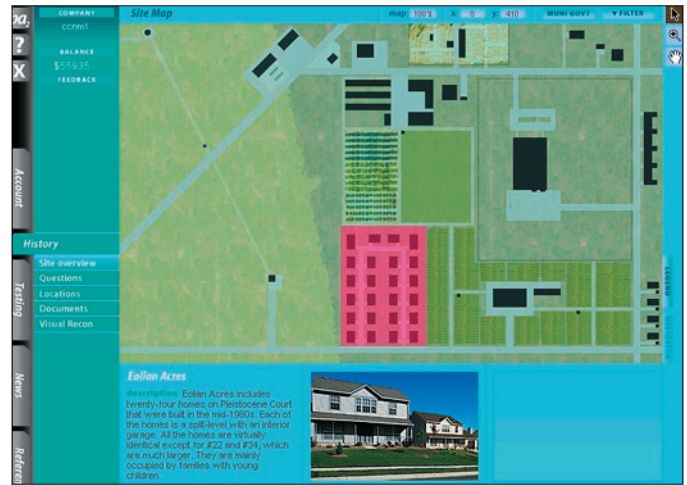 COMPANY
ccnm1
BALANCE
$55935
FEEDBACK
?
X
Account
History
Site overview
Questions
Locations
Documents
Visual Recon
Testing
News
Site Map
map: 100%
x: 0
y: 410
MUNI GOVT
▼ FILTER
LEGEND
Eolian Acres
description Eolian Acres includes
twenty-four homes on Pleistocene Court
that were built in the mid-1980s. Each of
the homes is a split-level with an interior
garage. All the homes are virtually
identical except for #22 and #34, which
are much larger. They are mainly
occupied by families with young
children.